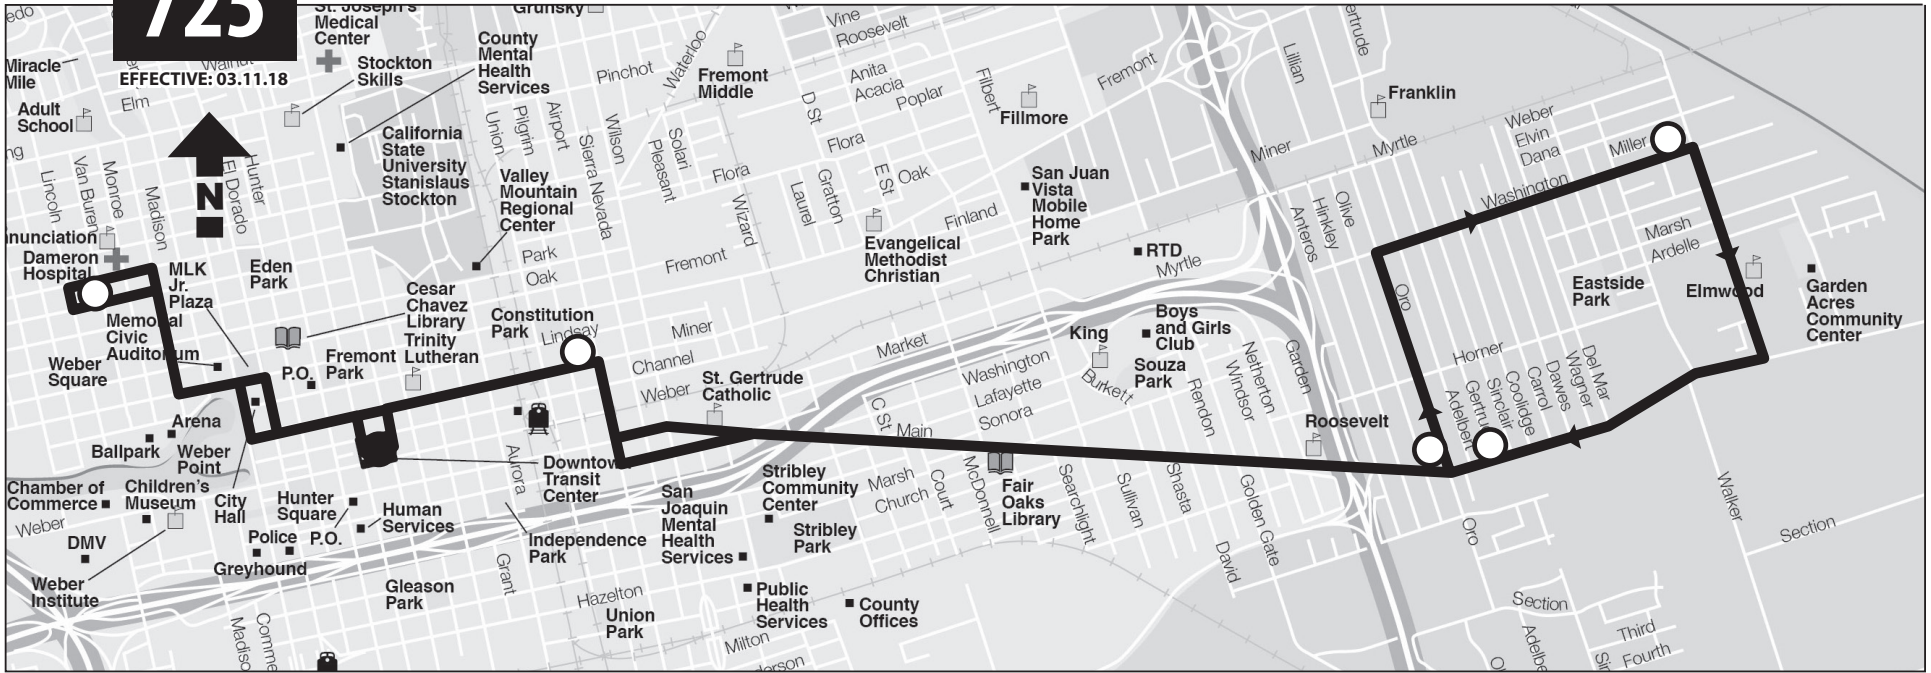 725
EFFECTIVE: 03.11.18
N
St. Joseph's
Medical
Center
Grunsky
Miracle
Mile
Walnut
Elm
Adult
School
Stockton
Skills
County
Mental
Health
Services
California
State
University
Stanislaus
Stockton
Valley
Mountain
Regional
Center
Lincoln
Van Buren
Monroe
Madison
El Dorado
Hunter
Union
Pilgrim
Airport
Sierra Nevada
Wilson
Pinchot
Waterloo
Solari
Pleasant
Flora
Wizard
Park
Oak
Fremont
Fremont
Middle
Vine
Roosevelt
Anita
Acacia
Poplar
D St
Flora
E St
Oak
Laurel
Gratton
Finland
Evangelical
Methodist
Christian
Filbert
Fillmore
Fremont
San Juan
Vista
Mobile
Home
Park
RTD
Myrtle
Miner
Lillian
Franklin
Myrtle
Weber
Elvin
Dana
Miller
Washington
Anteros
Hinkley
Olive
Marsh
Ardelle
Eastside
Park
Elmwood
Garden
Acres
Community
Center
Dameron
Hospital
MLK
Jr.
Plaza
Eden
Park
Memorial
Civic
Auditorium
Weber
Square
Cesar
Chavez
Library
Trinity
Lutheran
Fremont
Park
P.O.
Constitution
Park
Lindsay
Miner
Channel
Weber
St. Gertrude
Catholic
Market
Washington
Lafayette
Sonora
C St
Main
King
Burkett
Boys
and Girls
Club
Souza
Park
Rendon
Windsor
Netherton
Garden
Roosevelt
Oro
Horner
Adelbert
Sinclair
Coolidge
Carrol
Dawes
Wagner
Del Mar
Arena
Ballpark
Weber
Point
Chamber of
Commerce
Children's
Museum
City
Hall
Hunter
Square
P.O.
Human
Services
Police
Greyhound
Weber
DMV
Weber
Institute
Gleason
Park
Aurora
Grant
Downtown
Transit
Center
Independence
Park
San
Joaquin
Mental
Health
Services
Stribley
Community
Center
Stribley
Park
Marsh
Church
Court
McDonnell
Fair
Oaks
Library
Searchlight
Sullivan
Shasta
Golden Gate
David
Oro
Walker
Section
Section
Third
Fourth
Hazelton
Union
Park
Public
Health
Services
County
Offices
Milton